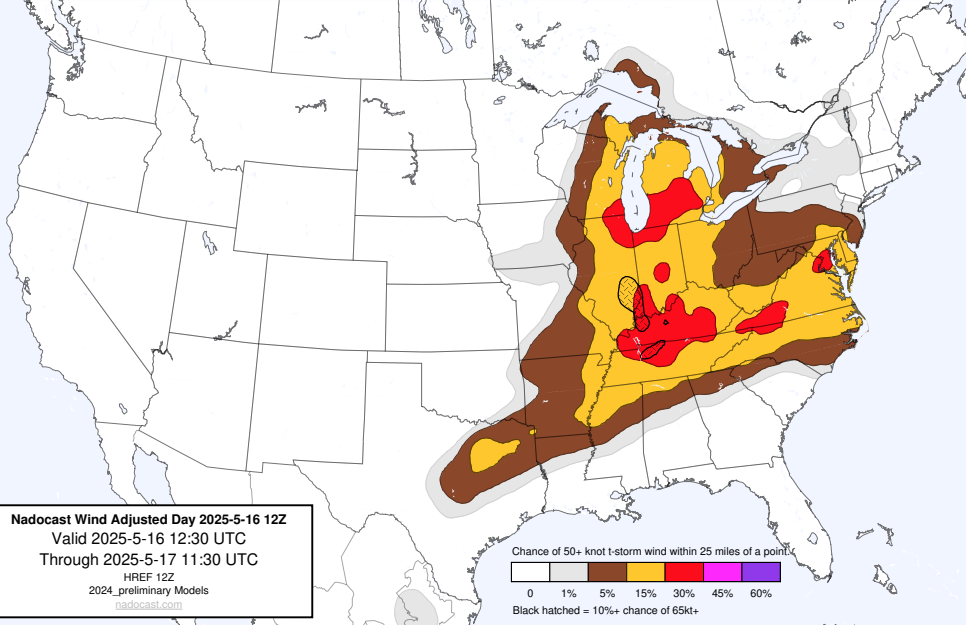 Nadocast Wind Adjusted Day 2025-5-16 12Z
Valid 2025-5-16 12:30 UTC
Through 2025-5-17 11:30 UTC
HREF 12Z
2024_preliminary Models
nadocast.com
Chance of 50+ knot t-storm wind within 25 miles of a point.
0 1% 5% 15% 30% 45% 60%
Black hatched = 10%+ chance of 65kt+